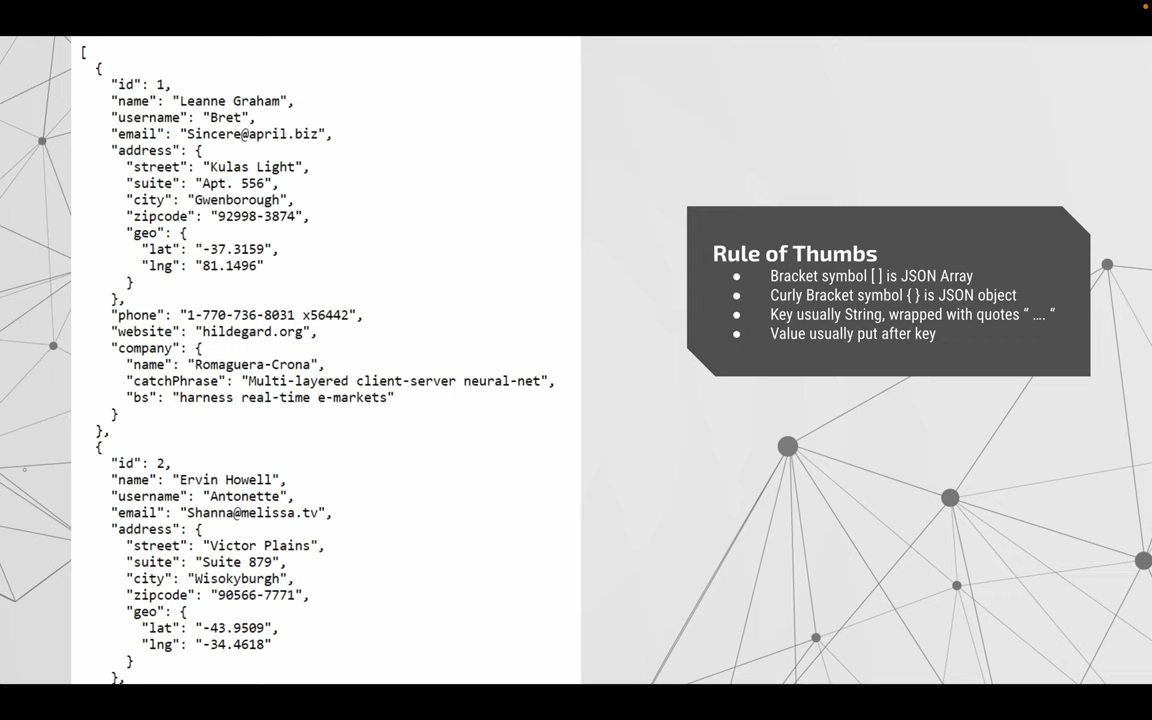 [
  {
    "id": 1,
    "name": "Leanne Graham",
    "username": "Bret",
    "email": "Sincere@april.biz",
    "address": {
      "street": "Kulas Light",
      "suite": "Apt. 556",
      "city": "Gwenborough",
      "zipcode": "92998-3874",
      "geo": {
        "lat": "-37.3159",
        "lng": "81.1496"
      }
    },
    "phone": "1-770-736-8031 x56442",
    "website": "hildegard.org",
    "company": {
      "name": "Romaguera-Crona",
      "catchPhrase": "Multi-layered client-server neural-net",
      "bs": "harness real-time e-markets"
    }
  },
  {
    "id": 2,
    "name": "Ervin Howell",
    "username": "Antonette",
    "email": "Shanna@melissa.tv",
    "address": {
      "street": "Victor Plains",
      "suite": "Suite 879",
      "city": "Wisokyburgh",
      "zipcode": "90566-7771",
      "geo": {
        "lat": "-43.9509",
        "lng": "-34.4618"
      }
    },
Rule of Thumbs
● Bracket symbol [ ] is JSON Array
● Curly Bracket symbol { } is JSON object
● Key usually String, wrapped with quotes “ .... “
● Value usually put after key